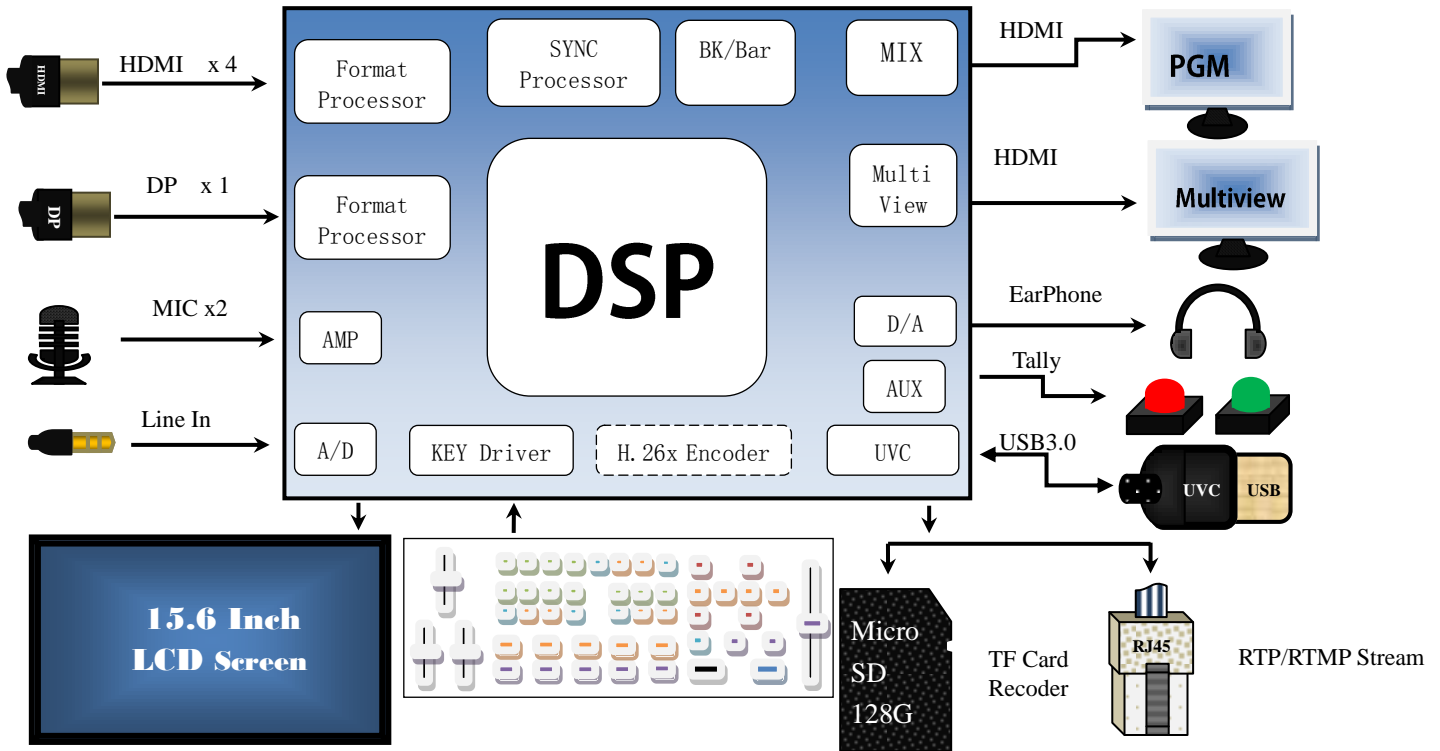 HDMI x 4
HDMI
DP x 1
DP
MIC x2
Line In
Format
Processor
SYNC
Processor
BK/Bar
MIX
Format
Processor
DSP
Multi
View
AMP
D/A
AUX
A/D
KEY Driver
H.26x Encoder
UVC
HDMI
PGM
HDMI
Multiview
EarPhone
Tally
USB3.0
UVC
USB
15.6 Inch
LCD Screen
Micro
SD
128G
TF Card
Recoder
RJ45
RTP/RTMP Stream